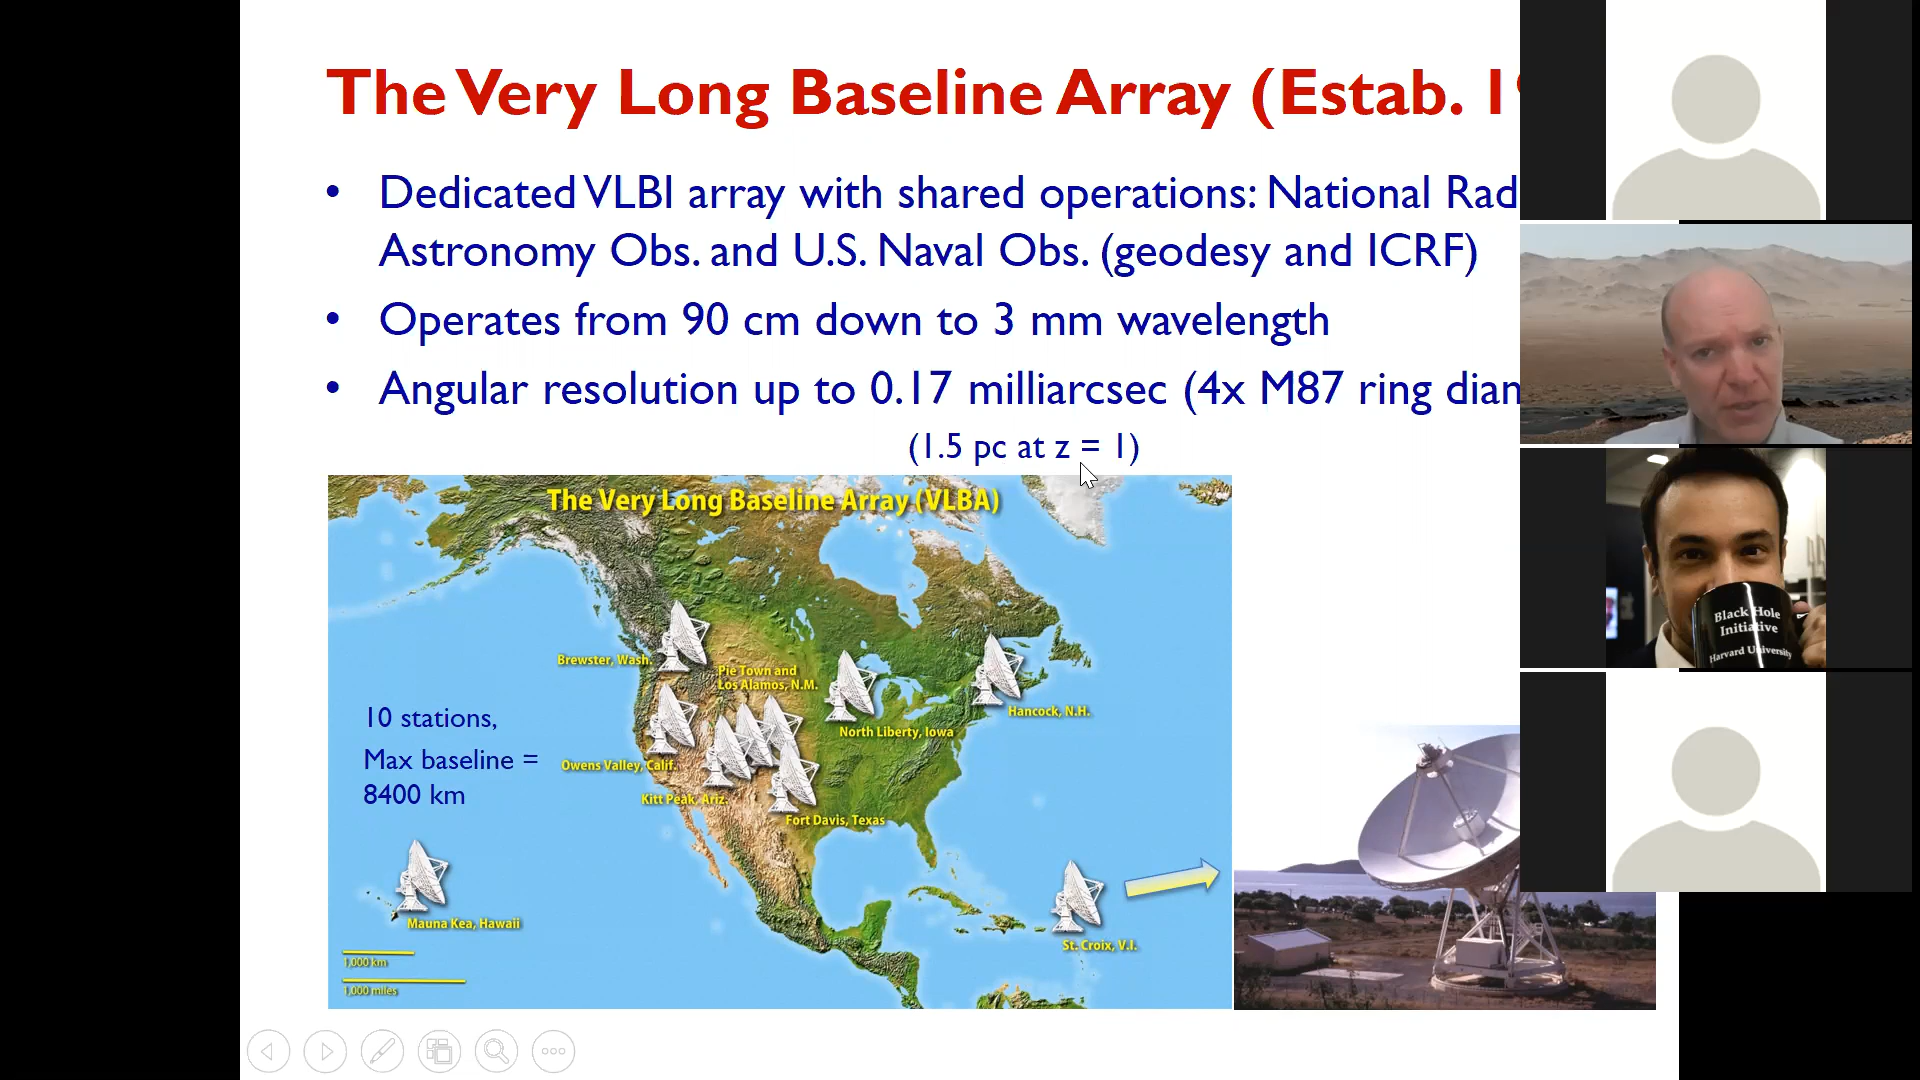 The Very Long Baseline Array (Estab. 19
• Dedicated VLBI array with shared operations: National Rad
Astronomy Obs. and U.S. Naval Obs. (geodesy and ICRF)
• Operates from 90 cm down to 3 mm wavelength
• Angular resolution up to 0.17 milliarcsec (4x M87 ring diam
(1.5 pc at z = 1)
The Very Long Baseline Array (VLBA)
Brewster, Wash.
Pie Town and
Los Alamos, N.M.
Hancock, N.H.
North Liberty, Iowa
10 stations,
Max baseline =
8400 km
Owens Valley, Calif.
Kitt Peak, Ariz.
Fort Davis, Texas
Mauna Kea, Hawaii
St. Croix, V.I.
1,000 km
1,000 miles
Black Hole
Initiative
Harvard University